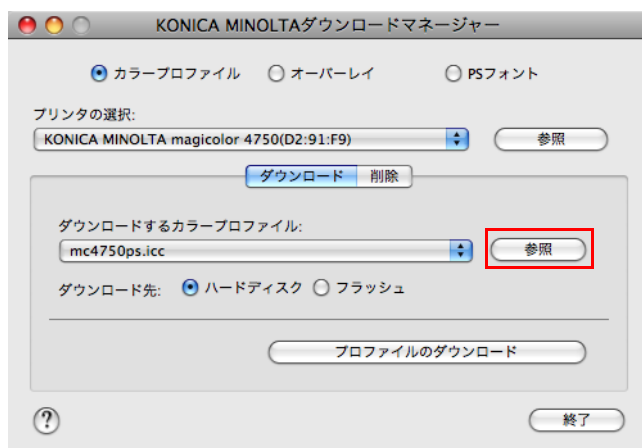 KONICA MINOLTAダウンロードマネージャー
カラープロファイル オーバーレイ PSフォント
プリンタの選択:
KONICA MINOLTA magicolor 4750(D2:91:F9) 参照
ダウンロード 削除
ダウンロードするカラープロファイル:
mc4750ps.icc 参照
ダウンロード先: ハードディスク フラッシュ
プロファイルのダウンロード
? 終了